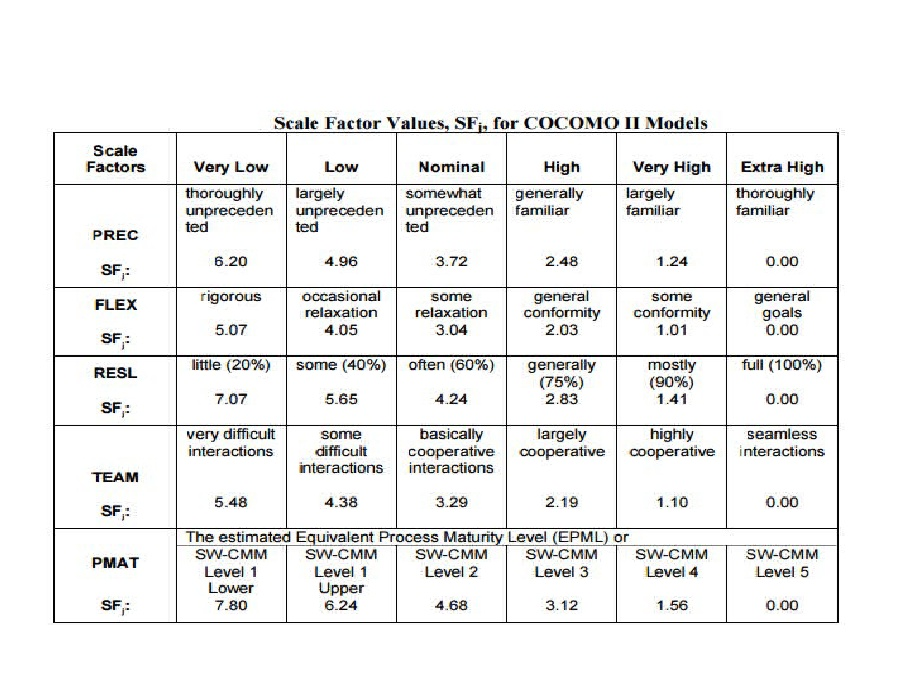 Scale Factor Values, SFj, for COCOMO II Models
Scale Factors Very Low Low Nominal High Very High Extra High
PREC thoroughly unpreceden ted largely unpreceden ted somewhat unpreceden ted generally familiar largely familiar thoroughly familiar
SFj: 6.20 4.96 3.72 2.48 1.24 0.00
FLEX rigorous occasional relaxation some relaxation general conformity some conformity general goals
SFj: 5.07 4.05 3.04 2.03 1.01 0.00
RESL little (20%) some (40%) often (60%) generally (75%) mostly (90%) full (100%)
SFj: 7.07 5.65 4.24 2.83 1.41 0.00
TEAM very difficult interactions some difficult interactions basically cooperative interactions largely cooperative highly cooperative seamless interactions
SFj: 5.48 4.38 3.29 2.19 1.10 0.00
The estimated Equivalent Process Maturity Level (EPML) or
PMAT SW-CMM Level 1 Lower SW-CMM Level 1 Upper SW-CMM Level 2 SW-CMM Level 3 SW-CMM Level 4 SW-CMM Level 5
SFj: 7.80 6.24 4.68 3.12 1.56 0.00